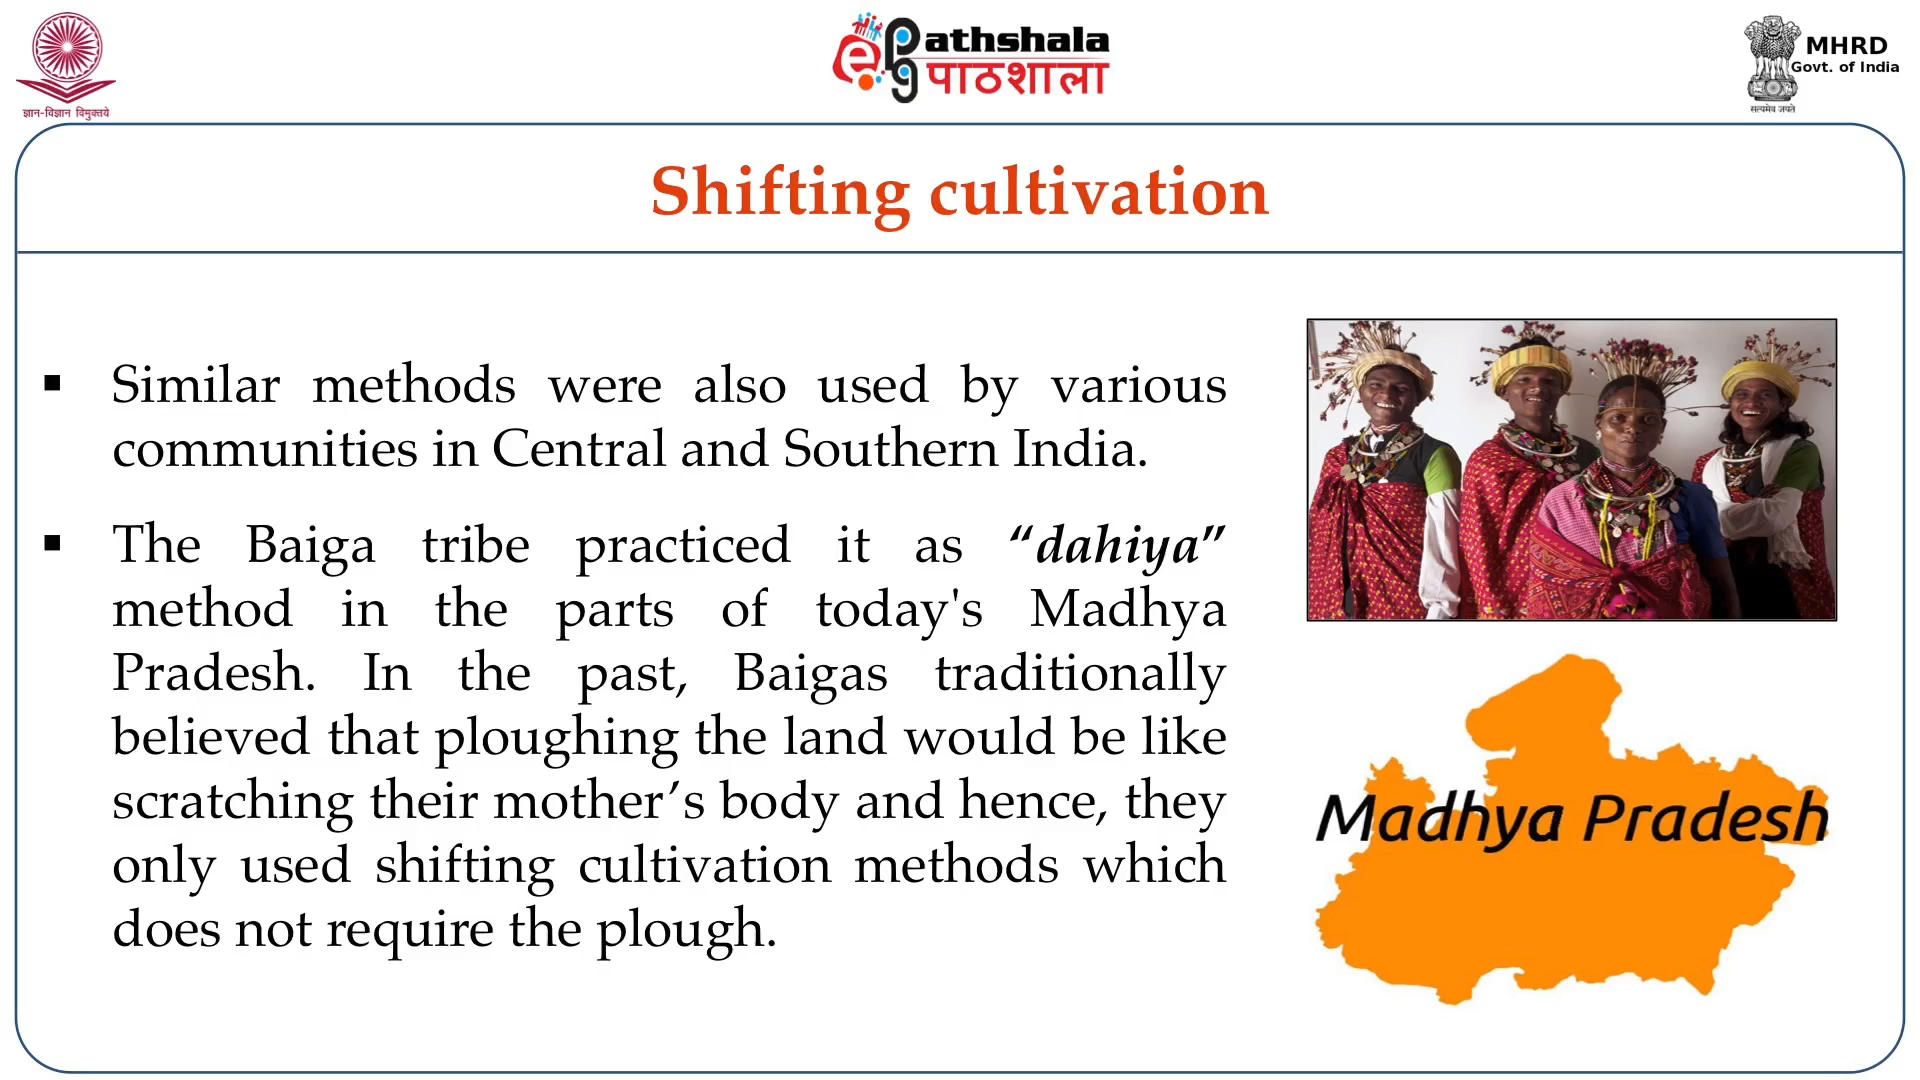 ज्ञान-विज्ञान विमुक्तये
ePathshala
पाठशाला
MHRD
Govt. of India
सत्यमेव जयते
Shifting cultivation
▪ Similar methods were also used by various
communities in Central and Southern India.
▪ The Baiga tribe practiced it as “dahiya”
method in the parts of today's Madhya
Pradesh. In the past, Baigas traditionally
believed that ploughing the land would be like
scratching their mother’s body and hence, they
only used shifting cultivation methods which
does not require the plough.
Madhya Pradesh